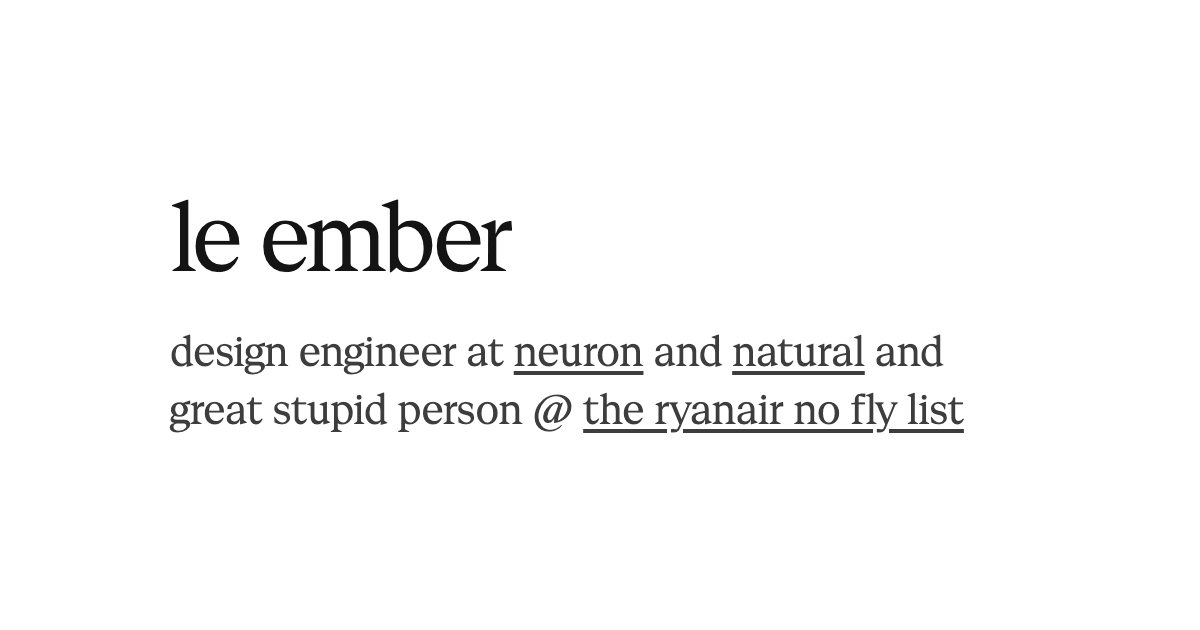 le ember
design engineer at neuron and natural and
great stupid person @ the ryanair no fly list